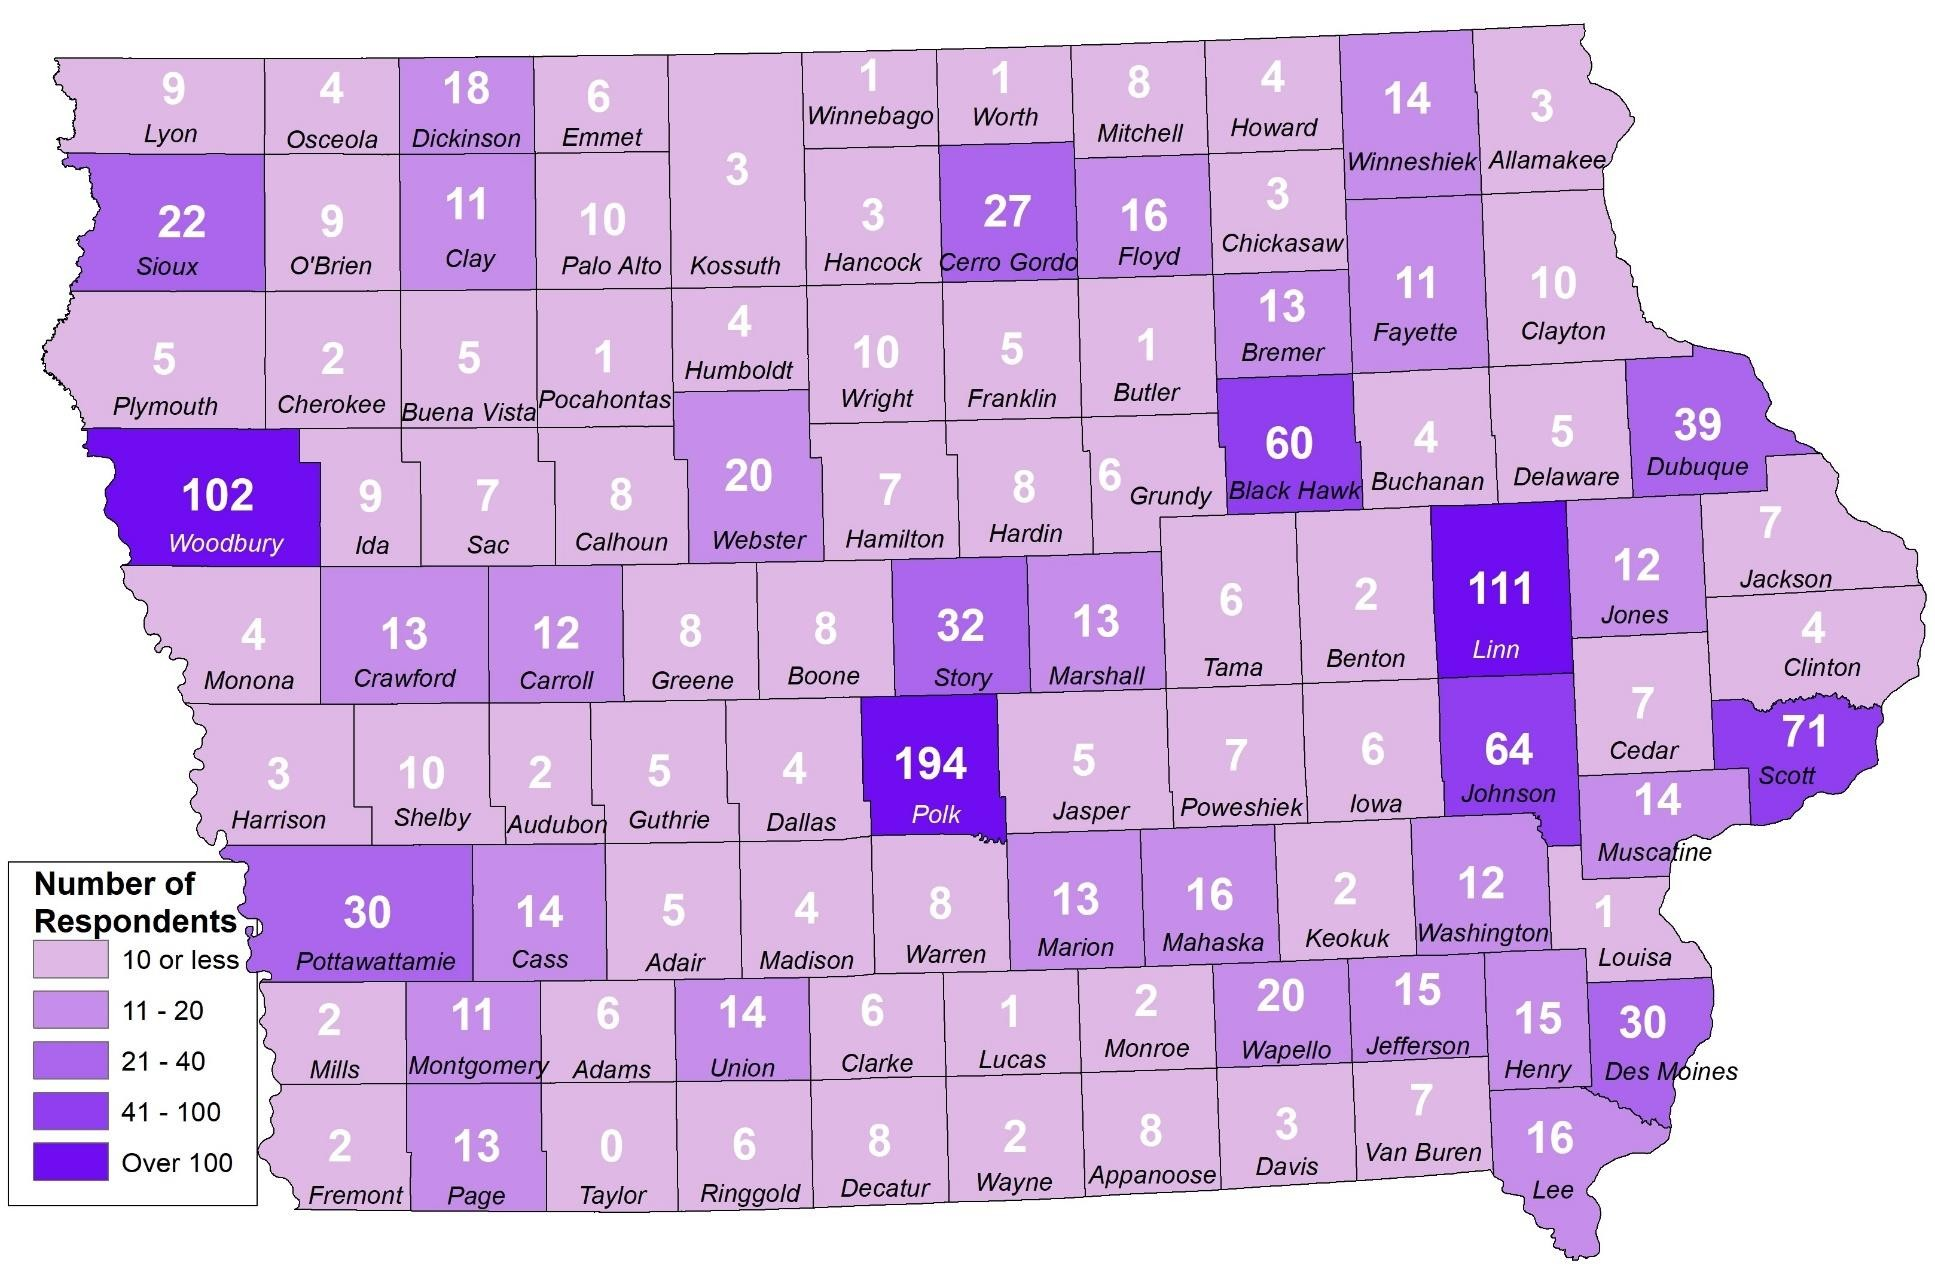 9
Lyon
4
Osceola
18
Dickinson
6
Emmet
3
Kossuth
1
Winnebago
1
Worth
8
Mitchell
4
Howard
14
Winneshiek
3
Allamakee
22
Sioux
9
O'Brien
11
Clay
10
Palo Alto
3
Hancock
27
Cerro Gordo
16
Floyd
3
Chickasaw
11
Fayette
10
Clayton
5
Plymouth
2
Cherokee
5
Buena Vista
1
Pocahontas
4
Humboldt
10
Wright
5
Franklin
1
Butler
13
Bremer
102
Woodbury
9
Ida
7
Sac
8
Calhoun
20
Webster
7
Hamilton
8
Hardin
6 Grundy
60
Black Hawk
4
Buchanan
5
Delaware
39
Dubuque
4
Monona
13
Crawford
12
Carroll
8
Greene
8
Boone
32
Story
13
Marshall
6
Tama
2
Benton
111
Linn
12
Jones
7
Jackson
4
Clinton
3
Harrison
10
Shelby
2
Audubon
5
Guthrie
4
Dallas
194
Polk
5
Jasper
7
Poweshiek
6
Iowa
64
Johnson
7
Cedar
71
Scott
14
Muscatine
30
Pottawattamie
14
Cass
5
Adair
4
Madison
8
Warren
13
Marion
16
Mahaska
2
Keokuk
12
Washington
1
Louisa
2
Mills
11
Montgomery
6
Adams
14
Union
6
Clarke
1
Lucas
2
Monroe
20
Wapello
15
Jefferson
15
Henry
30
Des Moines
2
Fremont
13
Page
0
Taylor
6
Ringgold
8
Decatur
2
Wayne
8
Appanoose
3
Davis
7
Van Buren
16
Lee
Number of
Respondents
10 or less
11 - 20
21 - 40
41 - 100
Over 100